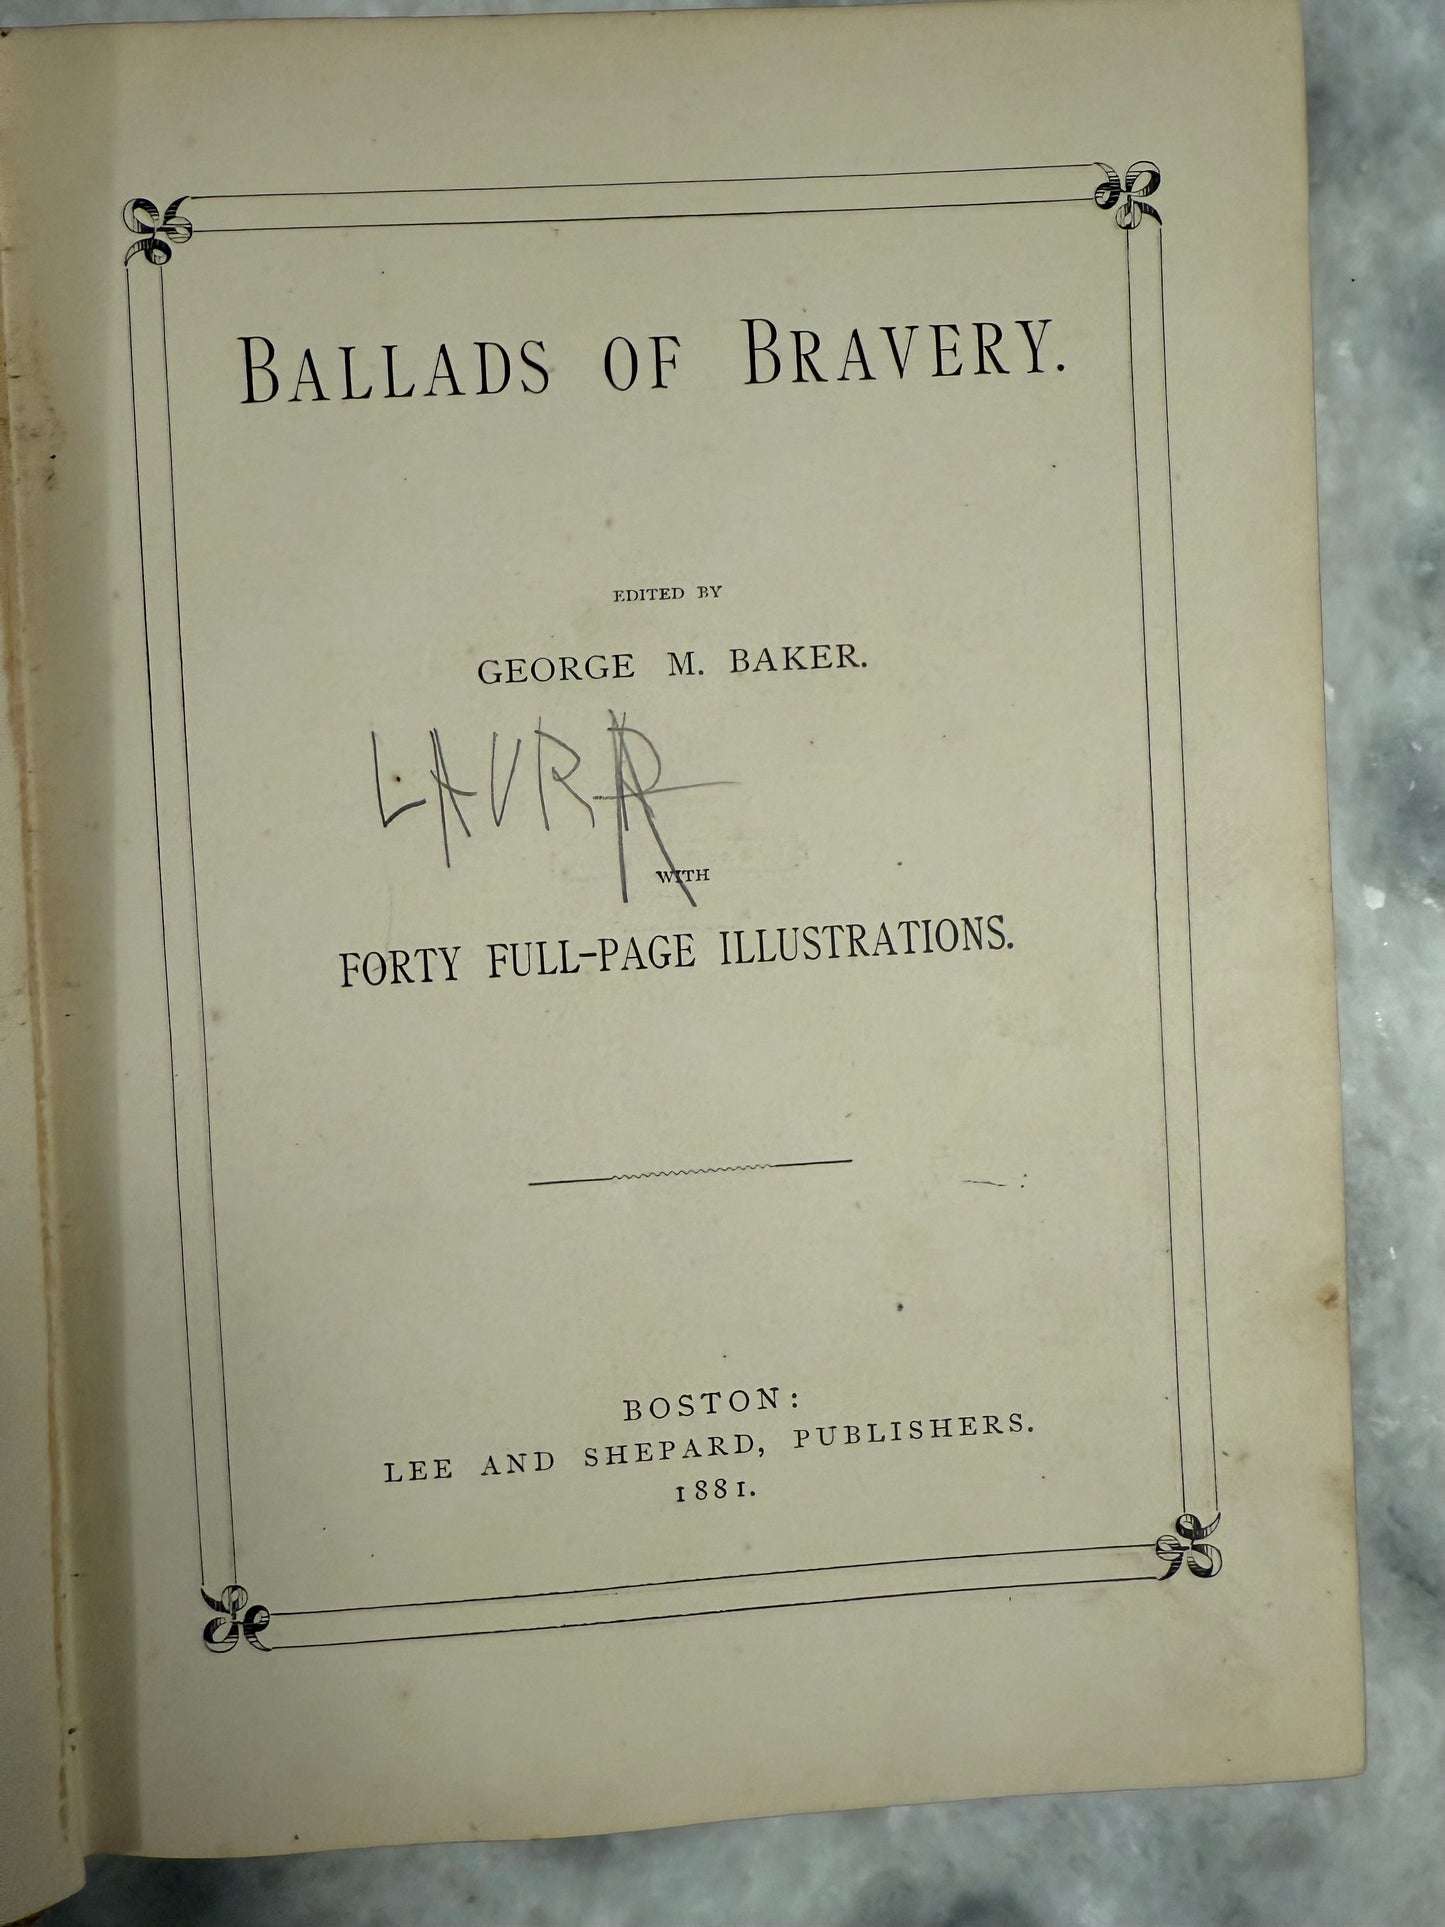 BALLADS OF BRAVERY.
EDITED BY
GEORGE M. BAKER.
LAURA
WITH
FORTY FULL-PAGE ILLUSTRATIONS.
BOSTON:
LEE AND SHEPARD, PUBLISHERS.
1881.